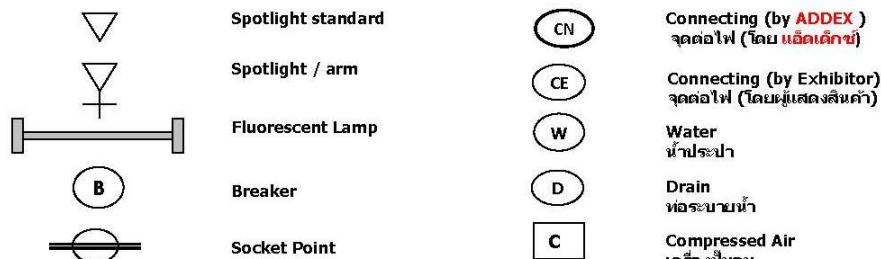 Spotlight standard
Spotlight / arm
Fluorescent Lamp
B Breaker
Socket Point
CN Connecting (by ADDEX )
จุดต่อไฟ (โดย แอ็ดเด็กซ์)
CE Connecting (by Exhibitor)
จุดต่อไฟ (โดยผู้แสดงสินค้า)
W Water
น้ำประปา
D Drain
ท่อระบายน้ำ
C Compressed Air